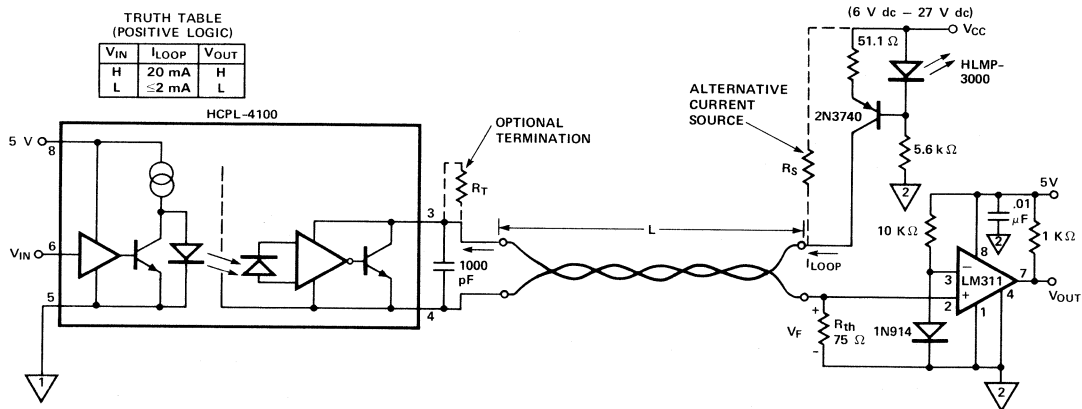 TRUTH TABLE
(POSITIVE LOGIC)
VIN ILOOP VOUT
H 20 mA H
L ≤2 mA L
HCPL-4100
5 V
8
VIN
6
5
1
3
4
OPTIONAL
TERMINATION
RT
1000
pF
L
ALTERNATIVE
CURRENT
SOURCE
RS
ILOOP
(6 V dc – 27 V dc)
VCC
51.1 Ω
HLMP-
3000
2N3740
5.6 k Ω
2
5V
.01
μF
2
10 KΩ
1 KΩ
8
–
3
LM311
7
+
2
4
1
VOUT
+
VF
Rth
75 Ω
-
1N914
2